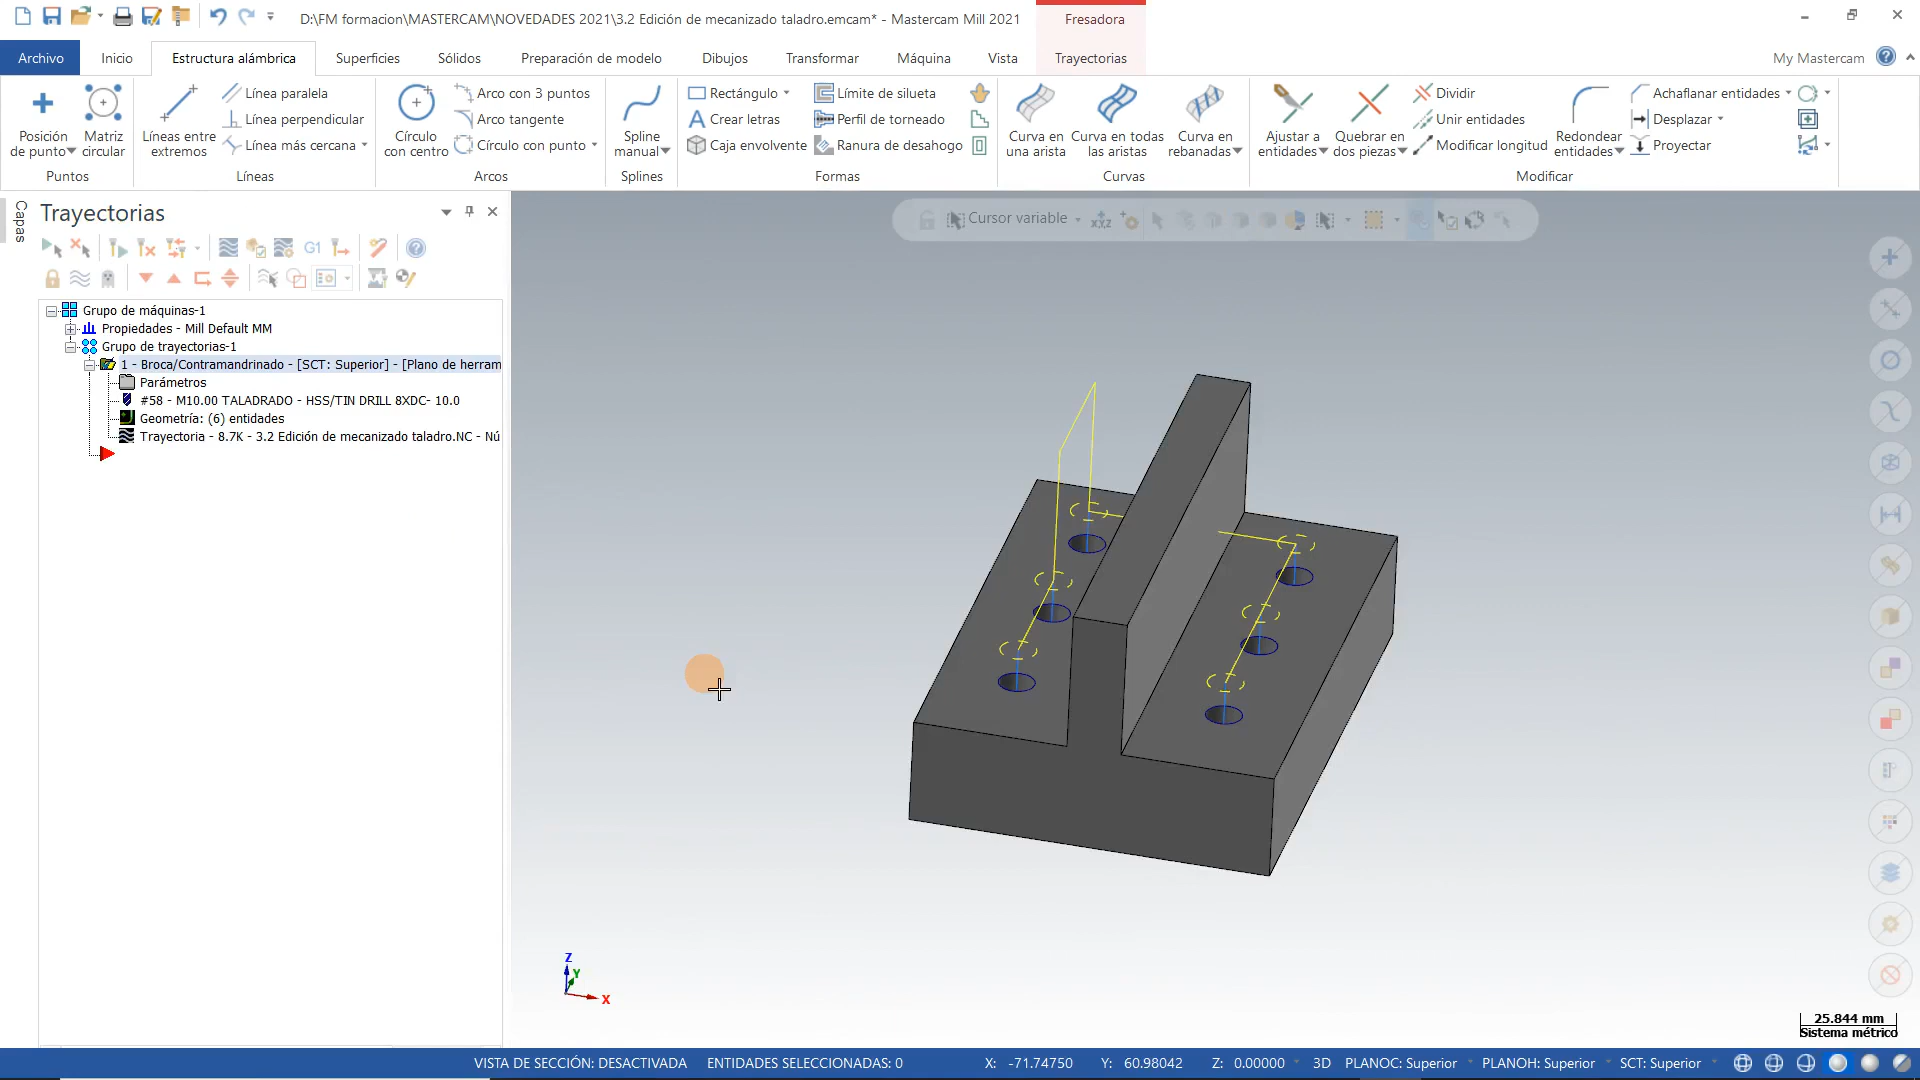 D:\FM formacion\MASTERCAM\NOVEDADES 2021\3.2 Edición de mecanizado taladro.emcam* - Mastercam Mill 2021
Fresadora
Archivo
Inicio
Estructura alámbrica
Superficies
Sólidos
Preparación de modelo
Dibujos
Transformar
Máquina
Vista
Trayectorias
My Mastercam
Posición de punto
Matriz circular
Puntos
Líneas entre extremos
Línea paralela
Línea perpendicular
Línea más cercana
Líneas
Círculo con centro
Arco con 3 puntos
Arco tangente
Círculo con punto
Arcos
Spline manual
Splines
Rectángulo
Crear letras
Caja envolvente
Límite de silueta
Perfil de torneado
Ranura de desahogo
Formas
Curva en una arista
Curva en todas las aristas
Curva en rebanadas
Curvas
Ajustar a entidades
Quebrar en dos piezas
Dividir
Unir entidades
Modificar longitud
Redondear entidades
Achaflanar entidades
Desplazar
Proyectar
Modificar
Capas
Trayectorias
G1
Grupo de máquinas-1
Propiedades - Mill Default MM
Grupo de trayectorias-1
1 - Broca/Contramandrinado - [SCT: Superior] - [Plano de herram
Parámetros
#58 - M10.00 TALADRADO - HSS/TIN DRILL 8XDC- 10.0
Geometría: (6) entidades
Trayectoria - 8.7K - 3.2 Edición de mecanizado taladro.NC - Nú
Cursor variable
Z
Y
X
25.844 mm
Sistema métrico
VISTA DE SECCIÓN: DESACTIVADA
ENTIDADES SELECCIONADAS: 0
X: -71.74750
Y: 60.98042
Z: 0.00000
3D
PLANOC: Superior
PLANOH: Superior
SCT: Superior